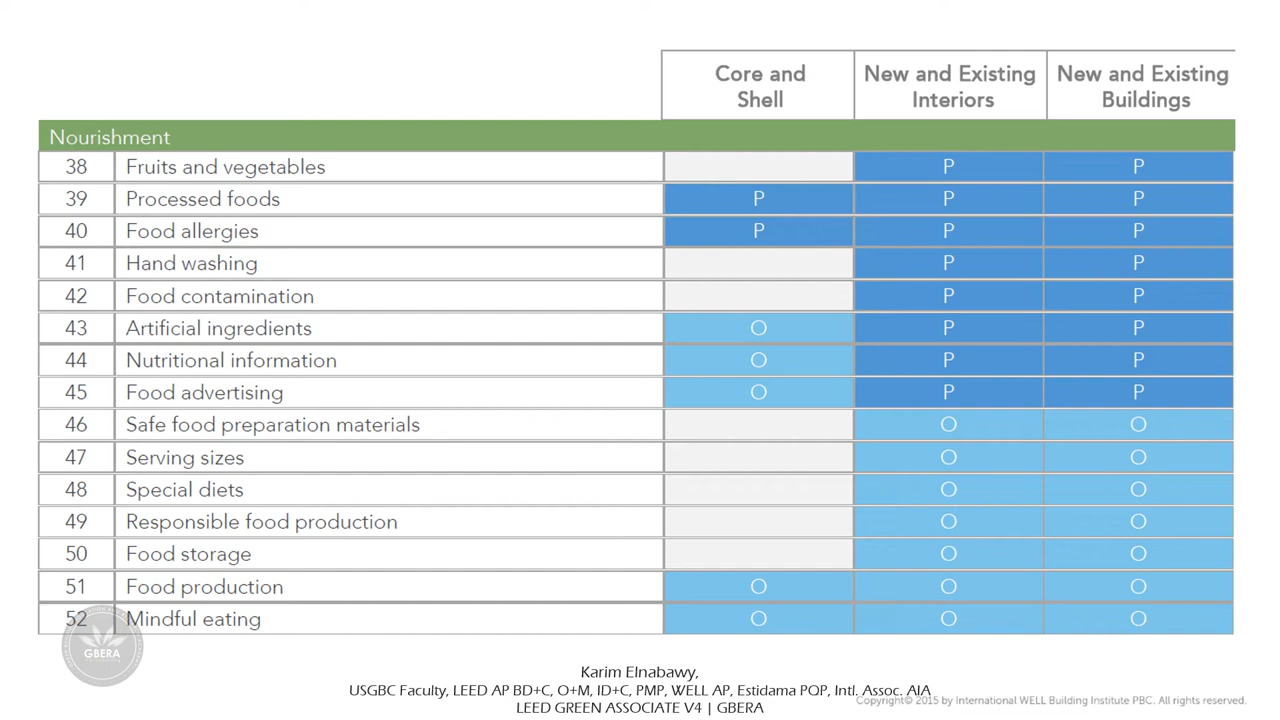 Core and Shell
New and Existing Interiors
New and Existing Buildings
Nourishment
38 Fruits and vegetables P P
39 Processed foods P P P
40 Food allergies P P P
41 Hand washing P P
42 Food contamination P P
43 Artificial ingredients O P P
44 Nutritional information O P P
45 Food advertising O P P
46 Safe food preparation materials O O
47 Serving sizes O O
48 Special diets O O
49 Responsible food production O O
50 Food storage O O
51 Food production O O O
52 Mindful eating O O O
GBERA
Karim Elnabawy,
USGBC Faculty, LEED AP BD+C, O+M, ID+C, PMP, WELL AP, Estidama POP, Intl. Assoc. AIA
LEED GREEN ASSOCIATE V4 | GBERA
Copyright© 2015 by International WELL Building Institute PBC. All rights reserved.